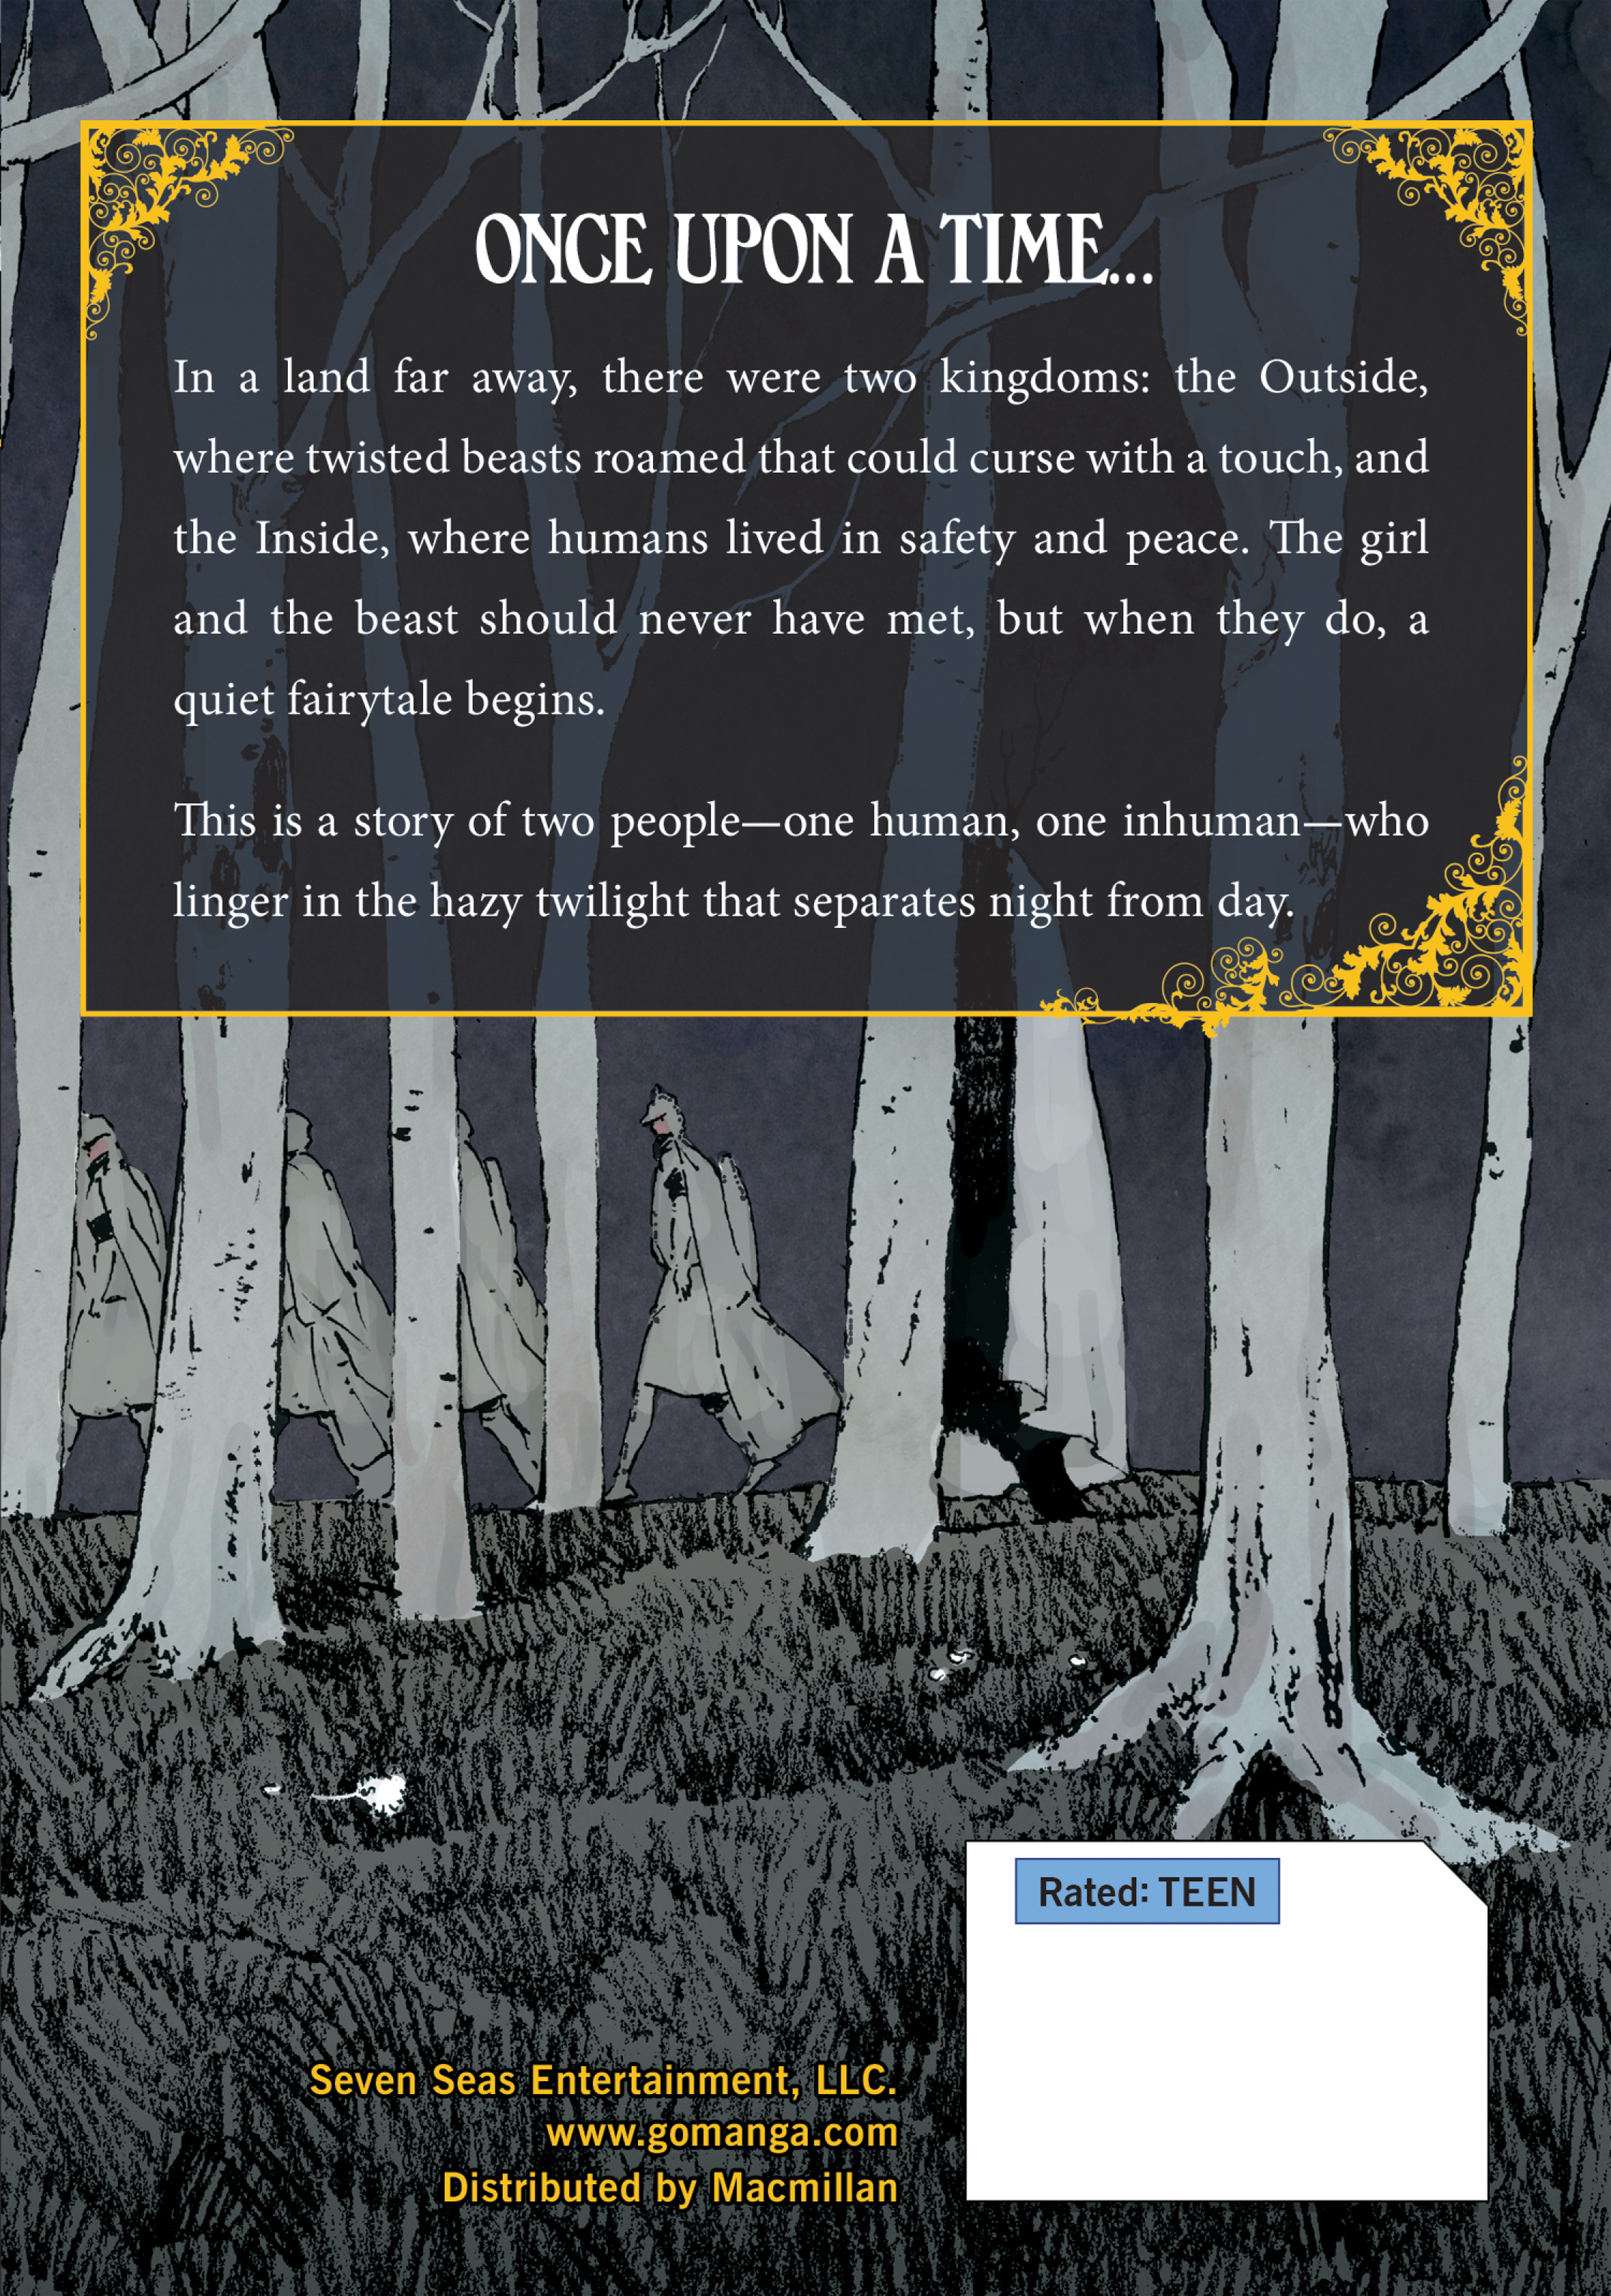 ONCE UPON A TIME...
In a land far away, there were two kingdoms: the Outside,
where twisted beasts roamed that could curse with a touch, and
the Inside, where humans lived in safety and peace. The girl
and the beast should never have met, but when they do, a
quiet fairytale begins.
This is a story of two people—one human, one inhuman—who
linger in the hazy twilight that separates night from day.
Rated: TEEN
Seven Seas Entertainment, LLC.
www.gomanga.com
Distributed by Macmillan